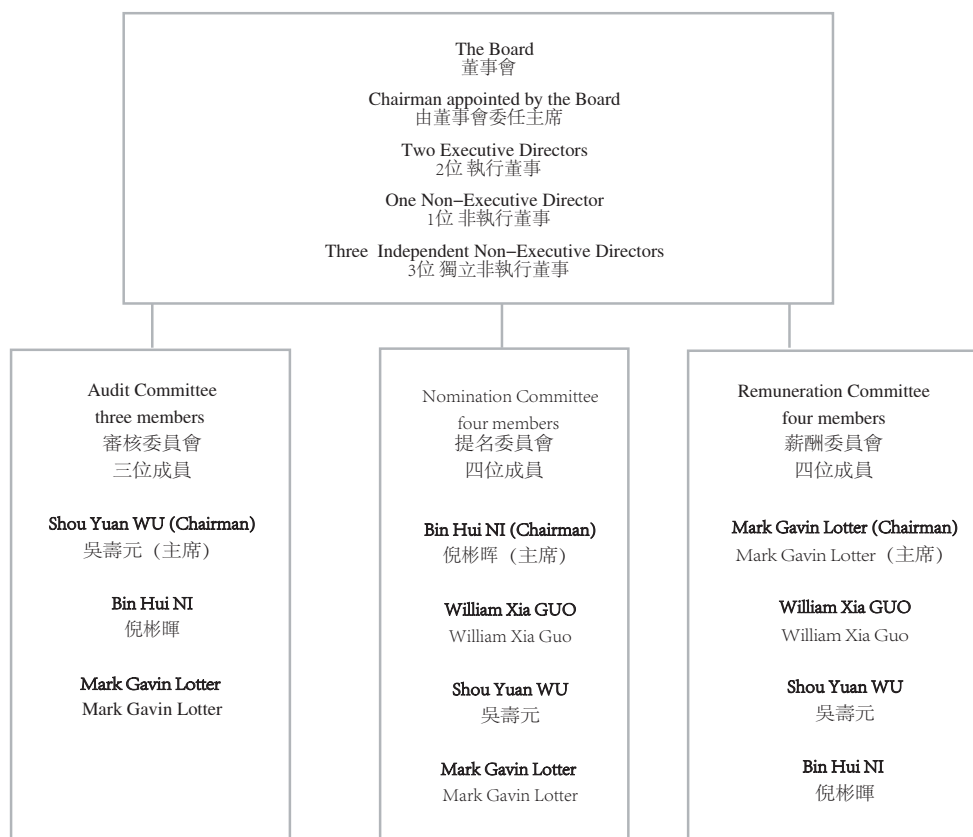 The Board
董事會
Chairman appointed by the Board
由董事會委任主席
Two Executive Directors
2位 執行董事
One Non−Executive Director
1位 非執行董事
Three Independent Non−Executive Directors
3位 獨立非執行董事
Audit Committee
three members
審核委員會
三位成員
Shou Yuan WU (Chairman)
吳壽元（主席）
Bin Hui NI
倪彬暉
Mark Gavin Lotter
Mark Gavin Lotter
Nomination Committee
four members
提名委員會
四位成員
Bin Hui NI (Chairman)
倪彬晖（主席）
William Xia GUO
William Xia Guo
Shou Yuan WU
吳壽元
Mark Gavin Lotter
Mark Gavin Lotter
Remuneration Committee
four members
薪酬委員會
四位成員
Mark Gavin Lotter (Chairman)
Mark Gavin Lotter（主席）
William Xia GUO
William Xia Guo
Shou Yuan WU
吳壽元
Bin Hui NI
倪彬暉